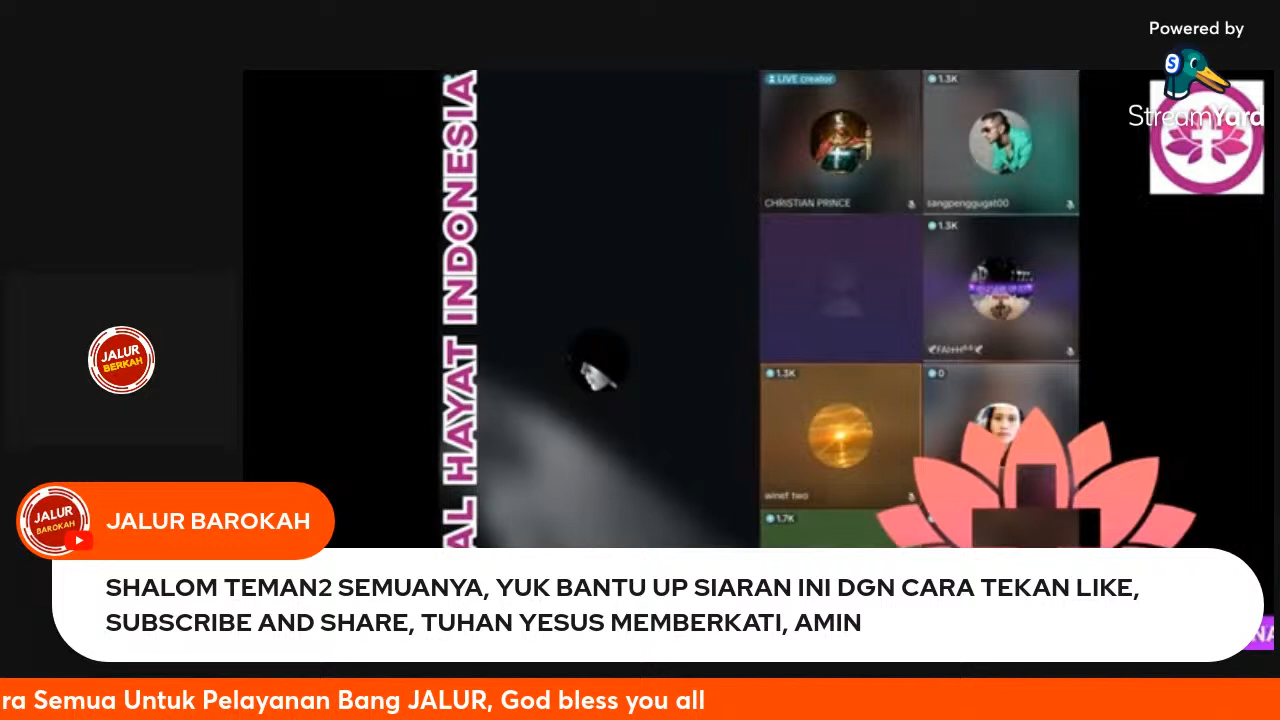 Powered by
StreamYard
AL HAYAT INDONESIA
LIVE creator
1.3K
CHRISTIAN PRINCE
sangpenggugat00
1.3K
1.3K
0
winef two
1.7K
JALUR
BERKAH
JALUR
BAROKAH
JALUR BAROKAH
SHALOM TEMAN2 SEMUANYA, YUK BANTU UP SIARAN INI DGN CARA TEKAN LIKE,
SUBSCRIBE AND SHARE, TUHAN YESUS MEMBERKATI, AMIN
NA
ra Semua Untuk Pelayanan Bang JALUR, God bless you all